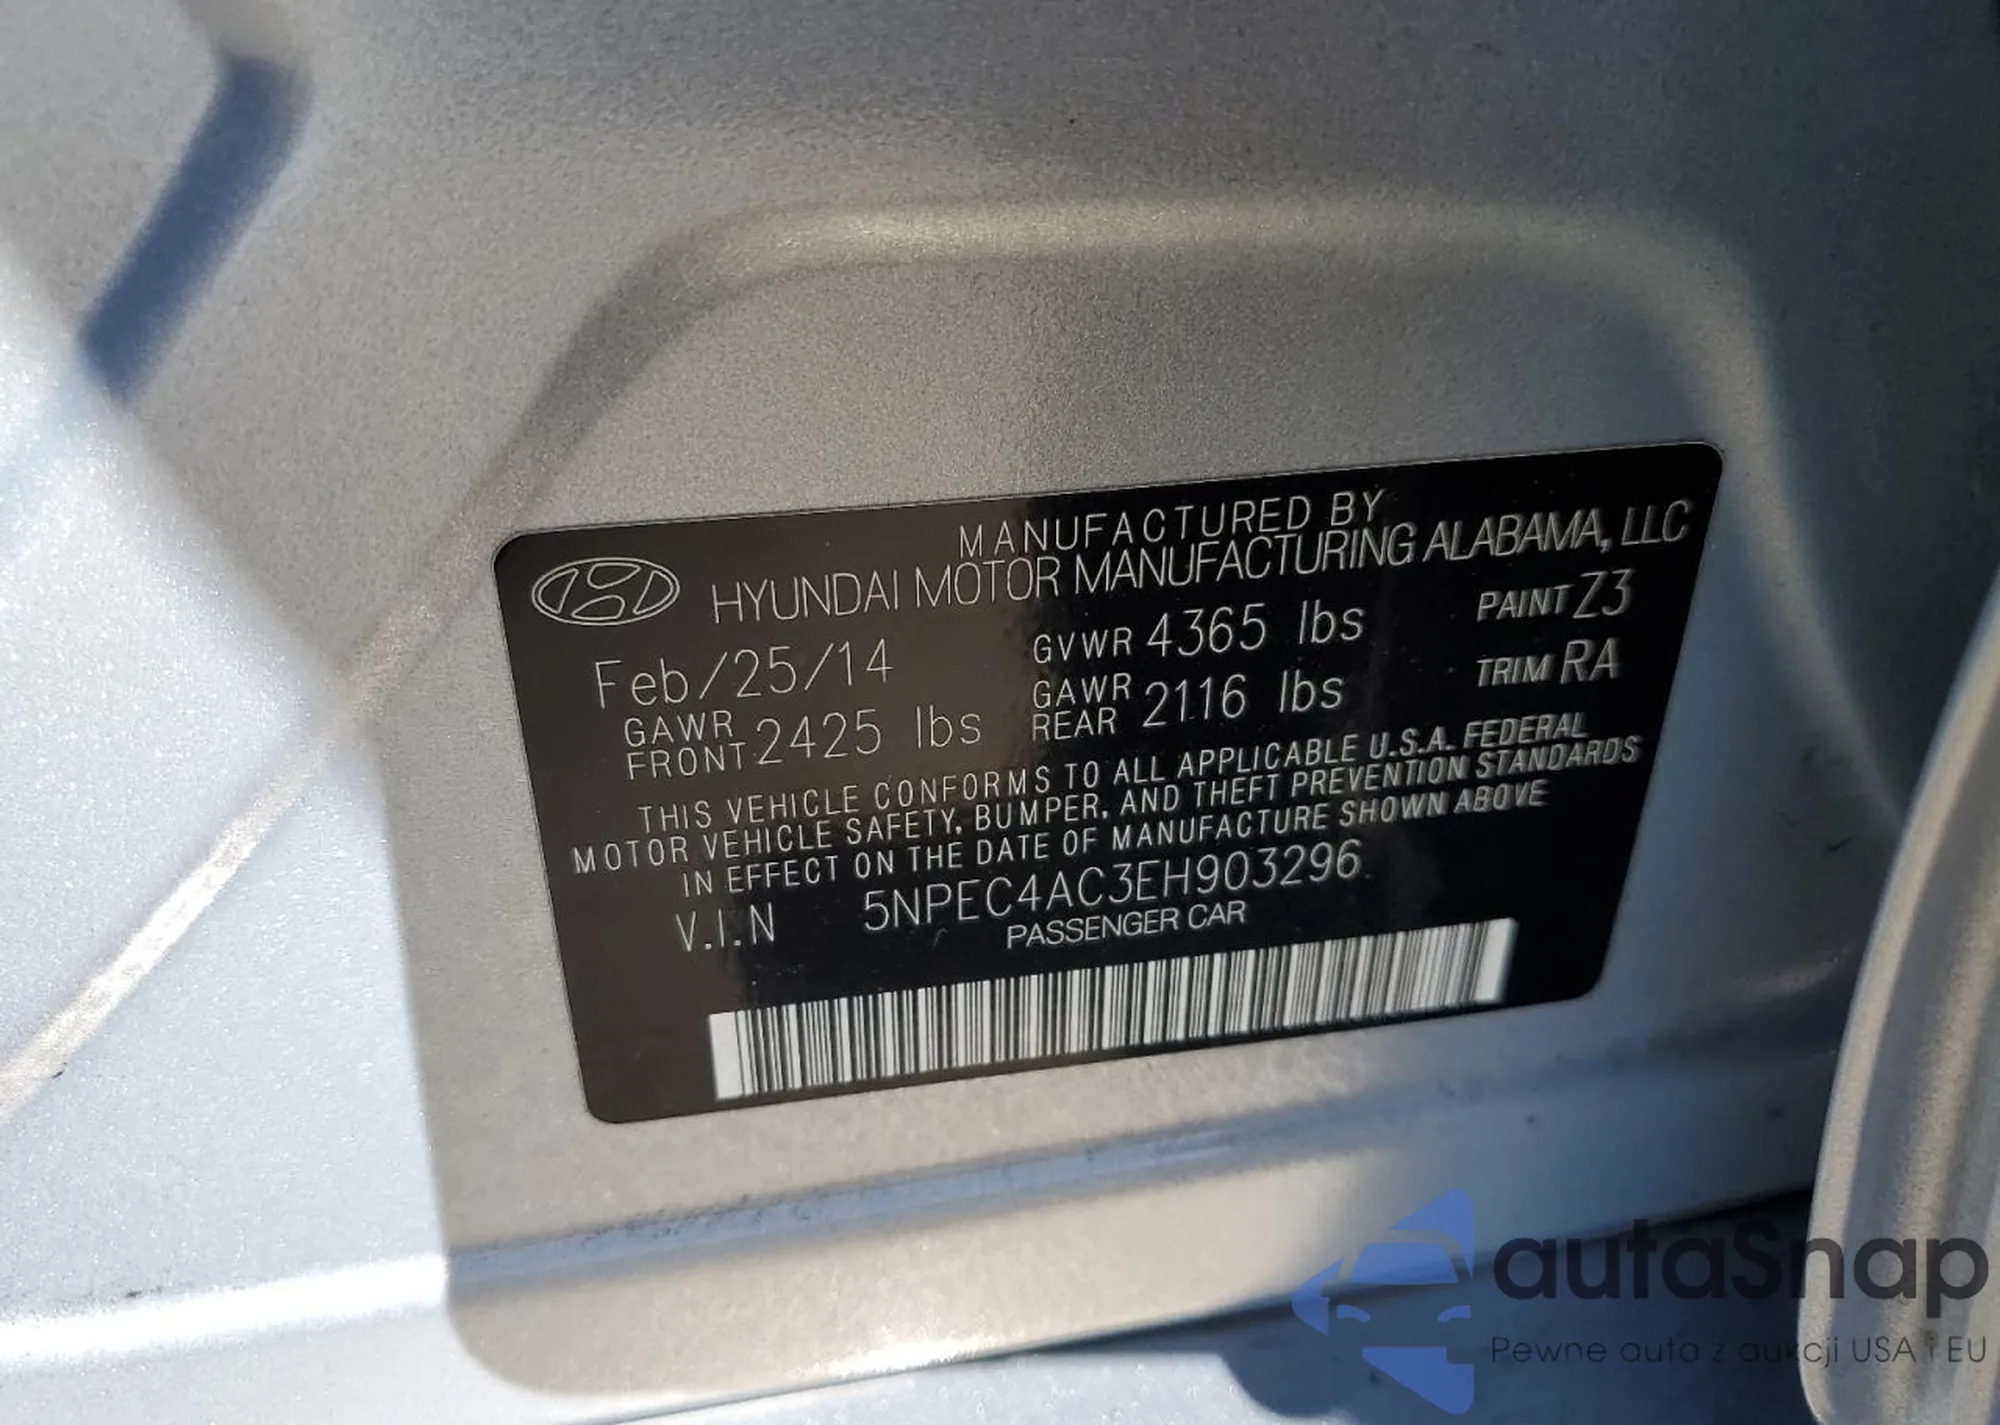 MANUFACTURED BY
HYUNDAI MOTOR MANUFACTURING ALABAMA, LLC
Feb/25/14 GVWR 4365 lbs PAINT Z3
GAWR FRONT 2425 lbs GAWR REAR 2116 lbs TRIM RA
THIS VEHICLE CONFORMS TO ALL APPLICABLE U.S.A. FEDERAL
MOTOR VEHICLE SAFETY, BUMPER, AND THEFT PREVENTION STANDARDS
IN EFFECT ON THE DATE OF MANUFACTURE SHOWN ABOVE
V.I.N 5NPEC4AC3EH903296
PASSENGER CAR
autaSnap
Pewne auta z aukcji USA i EU